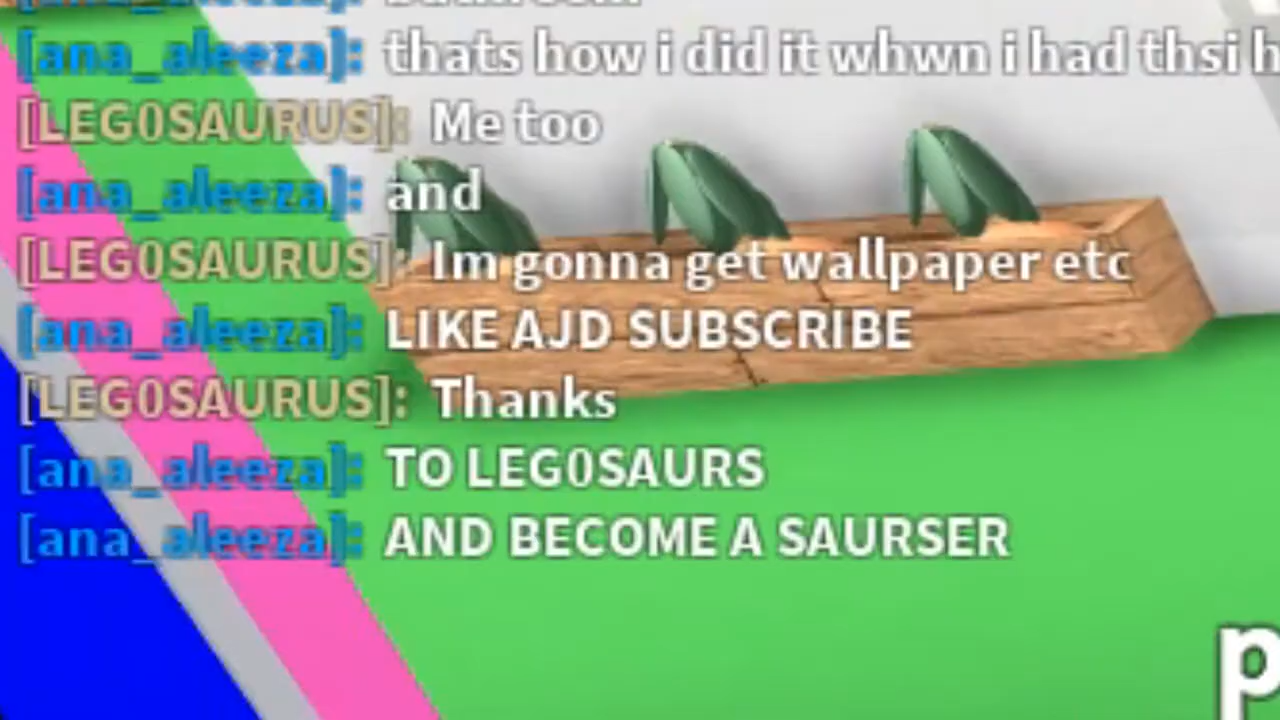 [ana_aleeza]:
[ana_aleeza]: thats how i did it whwn i had thsi h
[LEG0SAURUS]: Me too
[ana_aleeza]: and
[LEG0SAURUS]: Im gonna get wallpaper etc
[ana_aleeza]: LIKE AJD SUBSCRIBE
[LEG0SAURUS]: Thanks
[ana_aleeza]: TO LEG0SAURS
[ana_aleeza]: AND BECOME A SAURSER
p